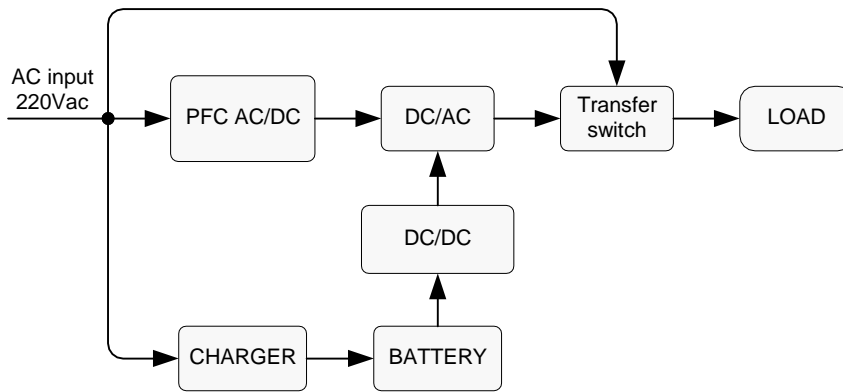 AC input
220Vac
PFC AC/DC
DC/AC
Transfer
switch
LOAD
DC/DC
CHARGER
BATTERY